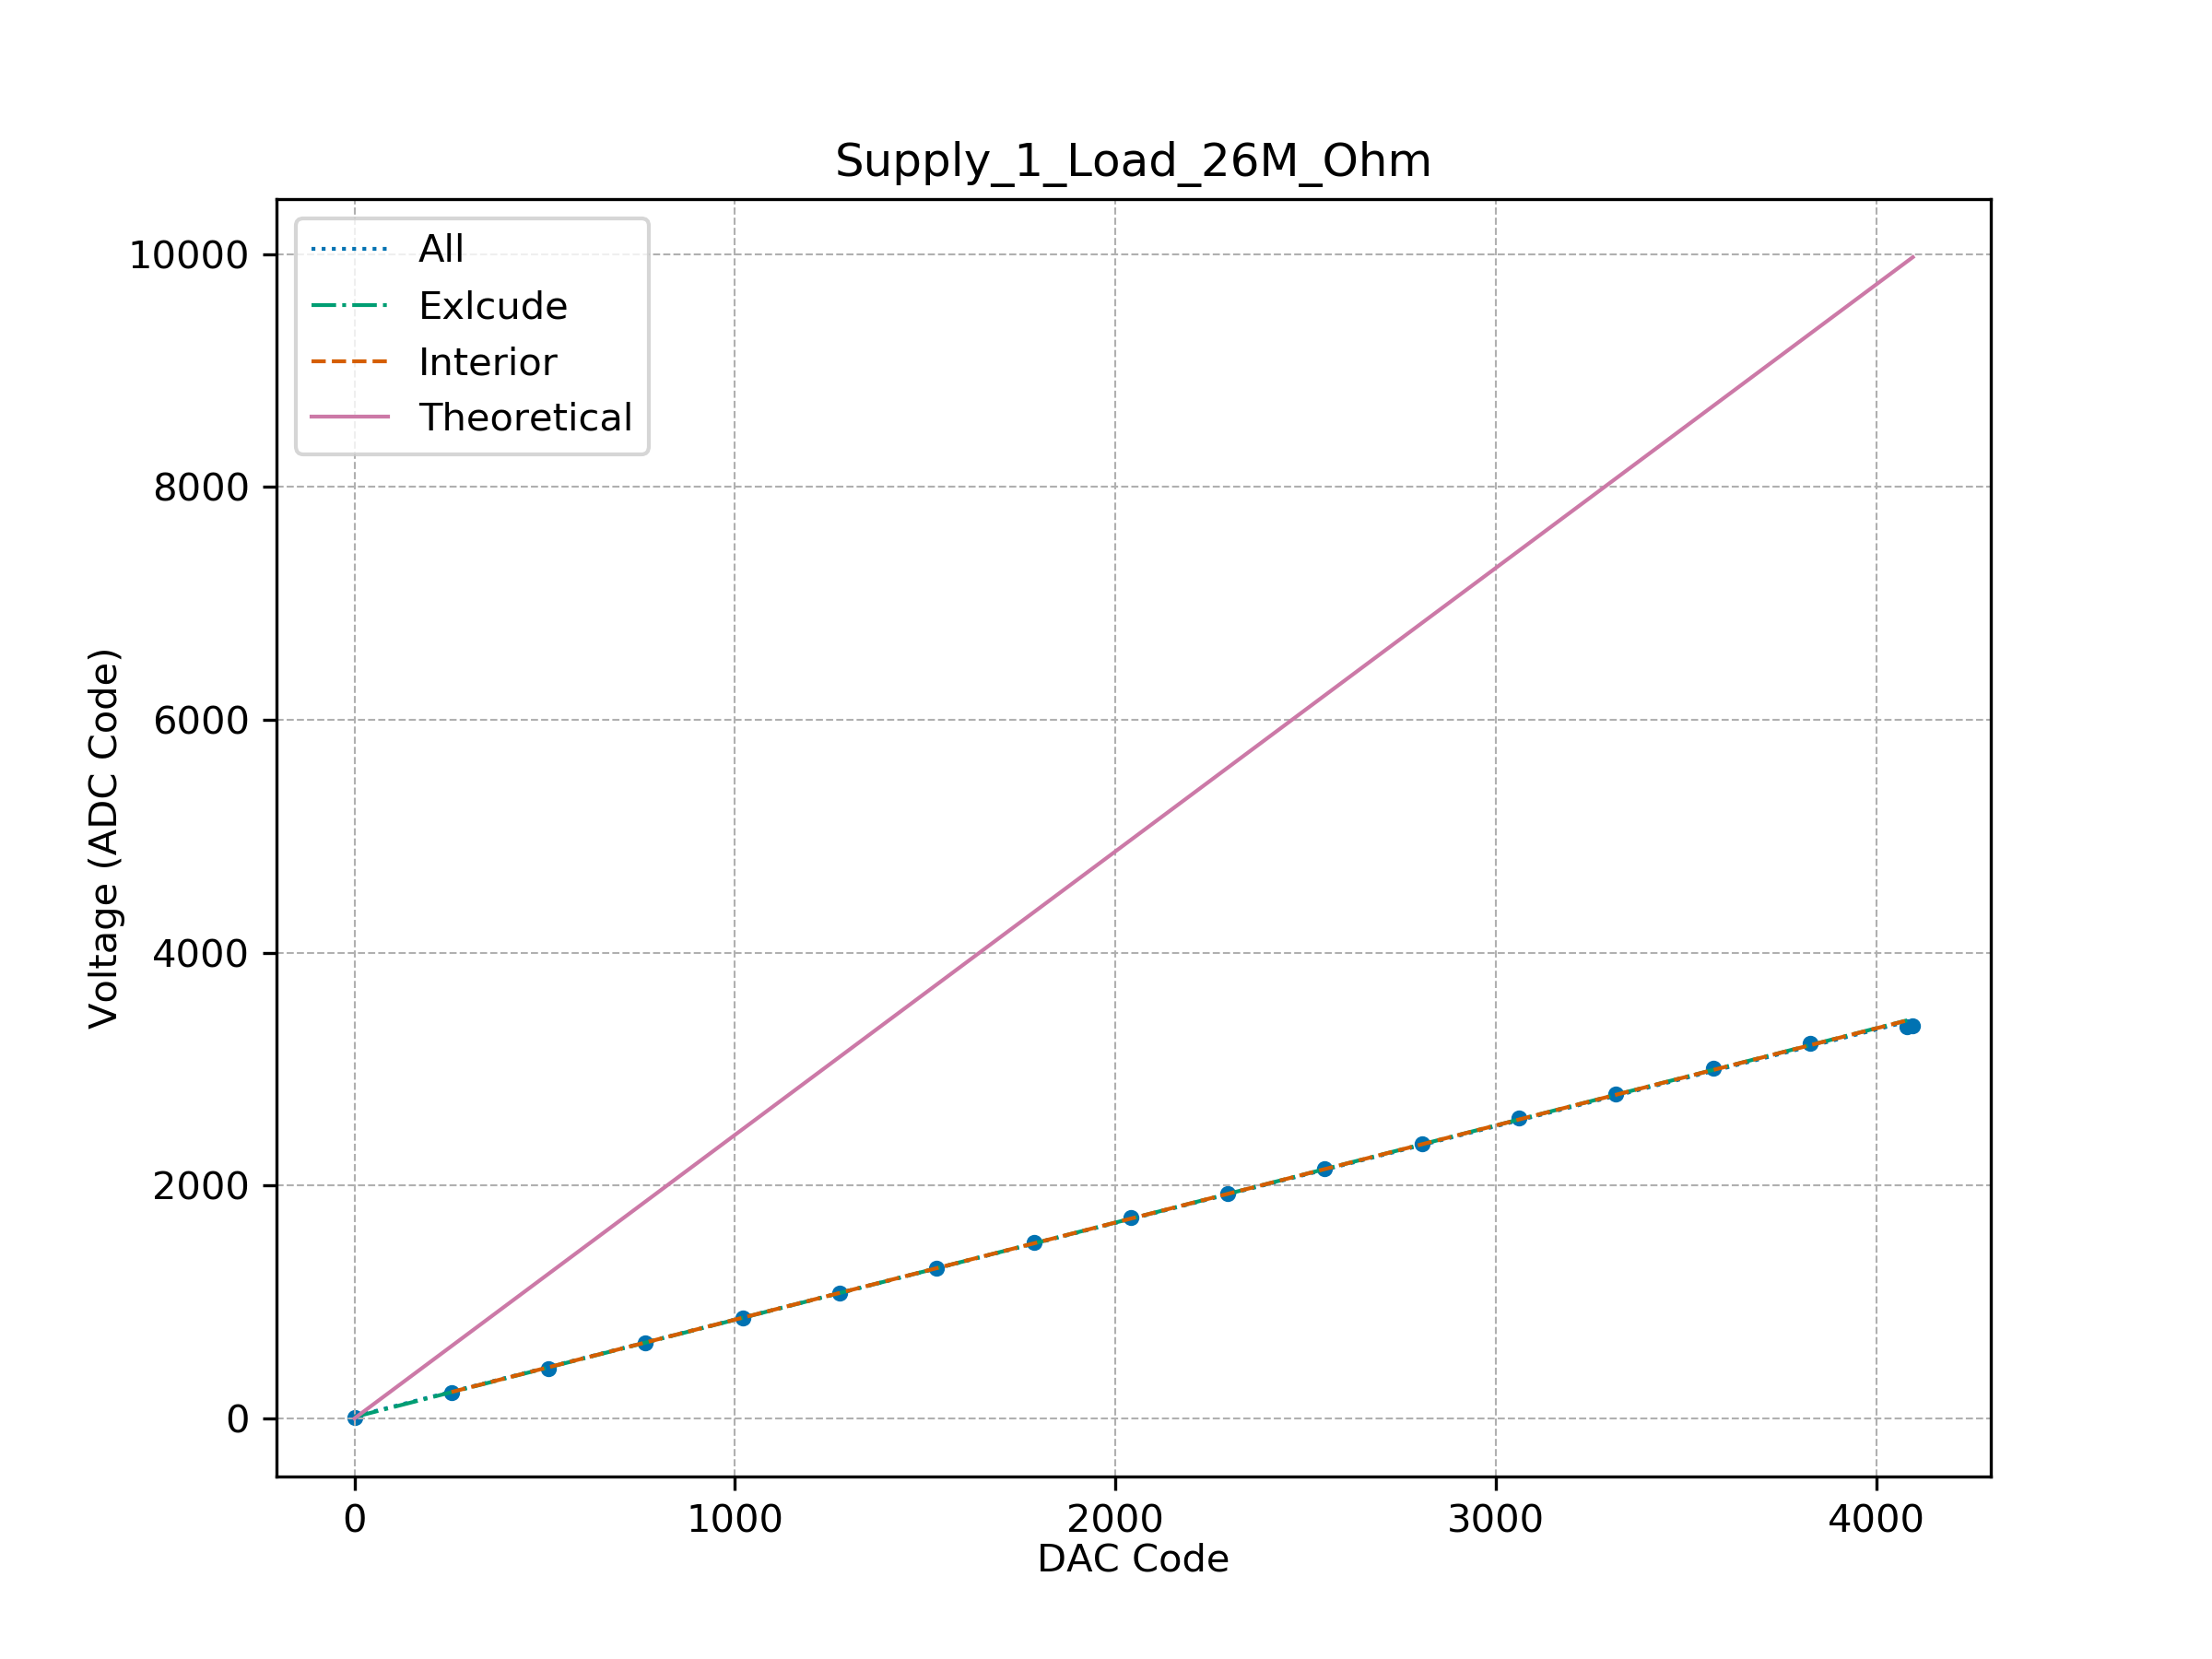 Supply_1_Load_26M_Ohm
All
Exlcude
Interior
Theoretical
10000
8000
6000
4000
2000
0
Voltage (ADC Code)
0 1000 2000 3000 4000
DAC Code